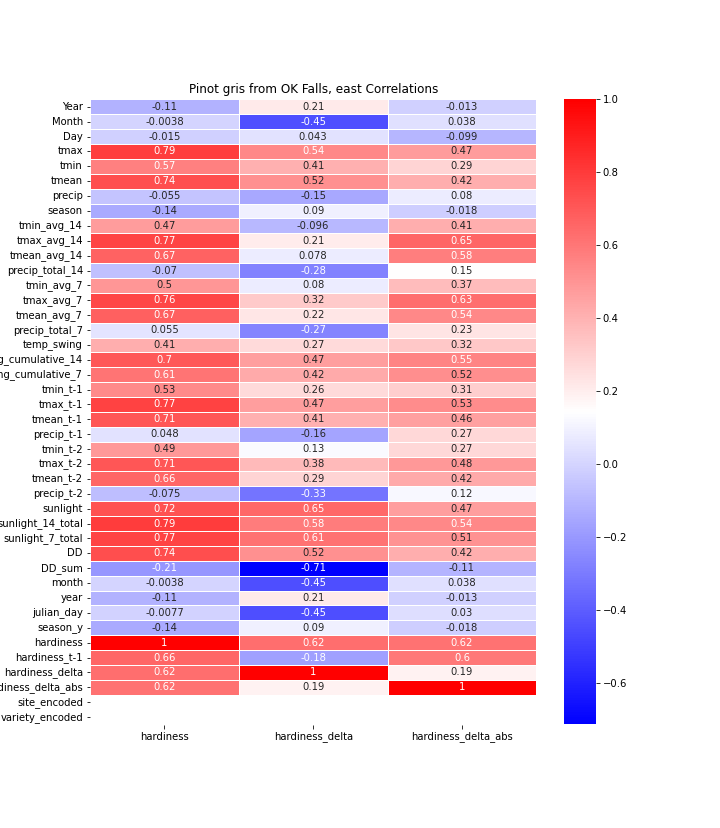 Pinot gris from OK Falls, east Correlations
Year -0.11 0.21 -0.013
Month -0.0038 -0.45 0.038
Day -0.015 0.043 -0.099
tmax 0.79 0.54 0.47
tmin 0.57 0.41 0.29
tmean 0.74 0.52 0.42
precip -0.055 -0.15 0.08
season -0.14 0.09 -0.018
tmin_avg_14 0.47 -0.096 0.41
tmax_avg_14 0.77 0.21 0.65
tmean_avg_14 0.67 0.078 0.58
precip_total_14 -0.07 -0.28 0.15
tmin_avg_7 0.5 0.08 0.37
tmax_avg_7 0.76 0.32 0.63
tmean_avg_7 0.67 0.22 0.54
precip_total_7 0.055 -0.27 0.23
temp_swing 0.41 0.27 0.32
g_cumulative_14 0.7 0.47 0.55
ng_cumulative_7 0.61 0.42 0.52
tmin_t-1 0.53 0.26 0.31
tmax_t-1 0.77 0.47 0.53
tmean_t-1 0.71 0.41 0.46
precip_t-1 0.048 -0.16 0.27
tmin_t-2 0.49 0.13 0.27
tmax_t-2 0.71 0.38 0.48
tmean_t-2 0.66 0.29 0.42
precip_t-2 -0.075 -0.33 0.12
sunlight 0.72 0.65 0.47
sunlight_14_total 0.79 0.58 0.54
sunlight_7_total 0.77 0.61 0.51
DD 0.74 0.52 0.42
DD_sum -0.21 -0.71 -0.11
month -0.0038 -0.45 0.038
year -0.11 0.21 -0.013
julian_day -0.0077 -0.45 0.03
season_y -0.14 0.09 -0.018
hardiness 1 0.62 0.62
hardiness_t-1 0.66 -0.18 0.6
hardiness_delta 0.62 1 0.19
diness_delta_abs 0.62 0.19 1
site_encoded
variety_encoded
hardiness hardiness_delta hardiness_delta_abs
1.0
0.8
0.6
0.4
0.2
0.0
−0.2
−0.4
−0.6